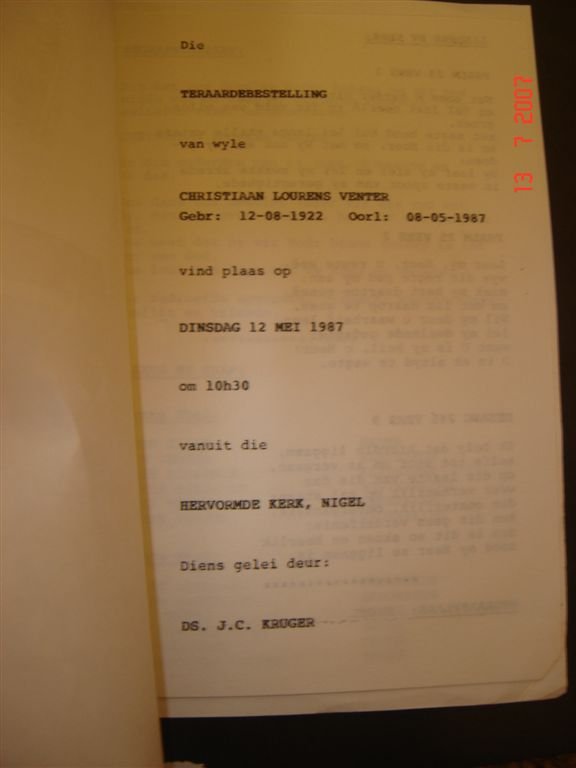 Die
TERAARDEBESTELLING
van wyle
CHRISTIAAN LOURENS VENTER
Gebr: 12-08-1922 Oorl: 08-05-1987
vind plaas op
DINSDAG 12 MEI 1987
om 10h30
vanuit die
HERVORMDE KERK, NIGEL
Diens gelei deur:
DS. J.C. KRUGER
13 7 2007